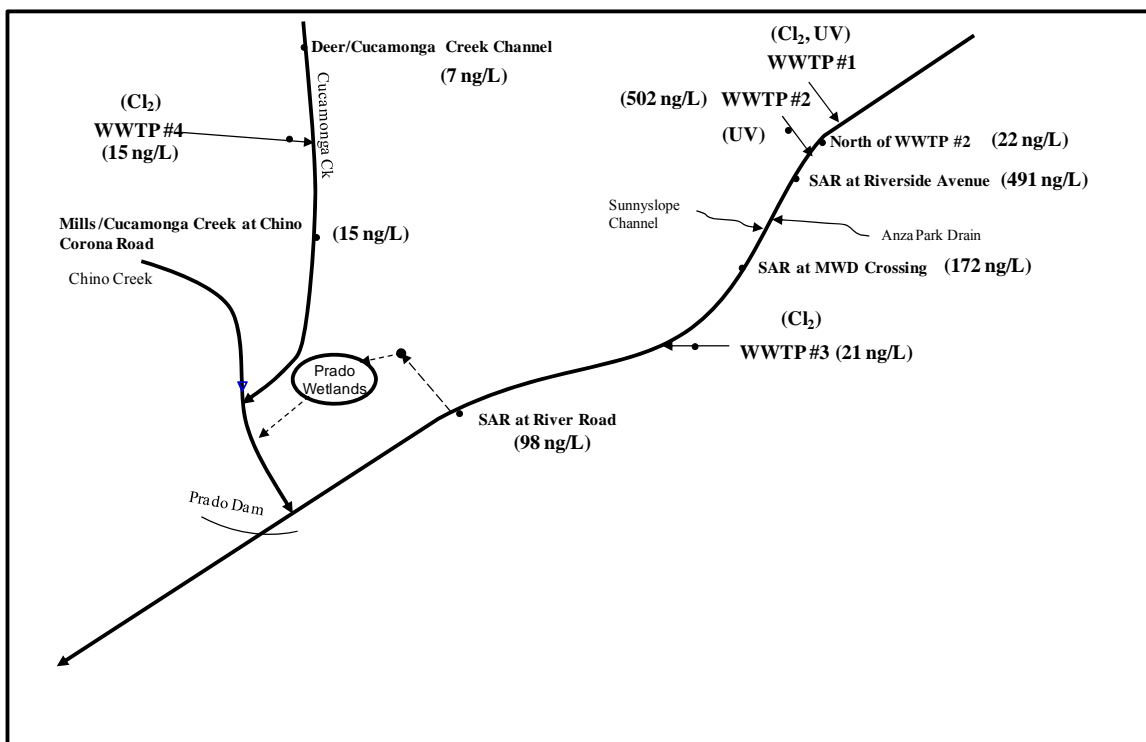 Deer/Cucamonga Creek Channel
(7 ng/L)
Cucamonga Ck
(Cl₂)
WWTP #4
(15 ng/L)
Mills/Cucamonga Creek at Chino
Corona Road
(15 ng/L)
Chino Creek
Prado
Wetlands
Prado Dam
(Cl₂, UV)
WWTP #1
(502 ng/L) WWTP #2
(UV)
North of WWTP #2 (22 ng/L)
SAR at Riverside Avenue (491 ng/L)
Sunnyslope
Channel
Anza Park Drain
SAR at MWD Crossing (172 ng/L)
(Cl₂)
WWTP #3 (21 ng/L)
SAR at River Road
(98 ng/L)